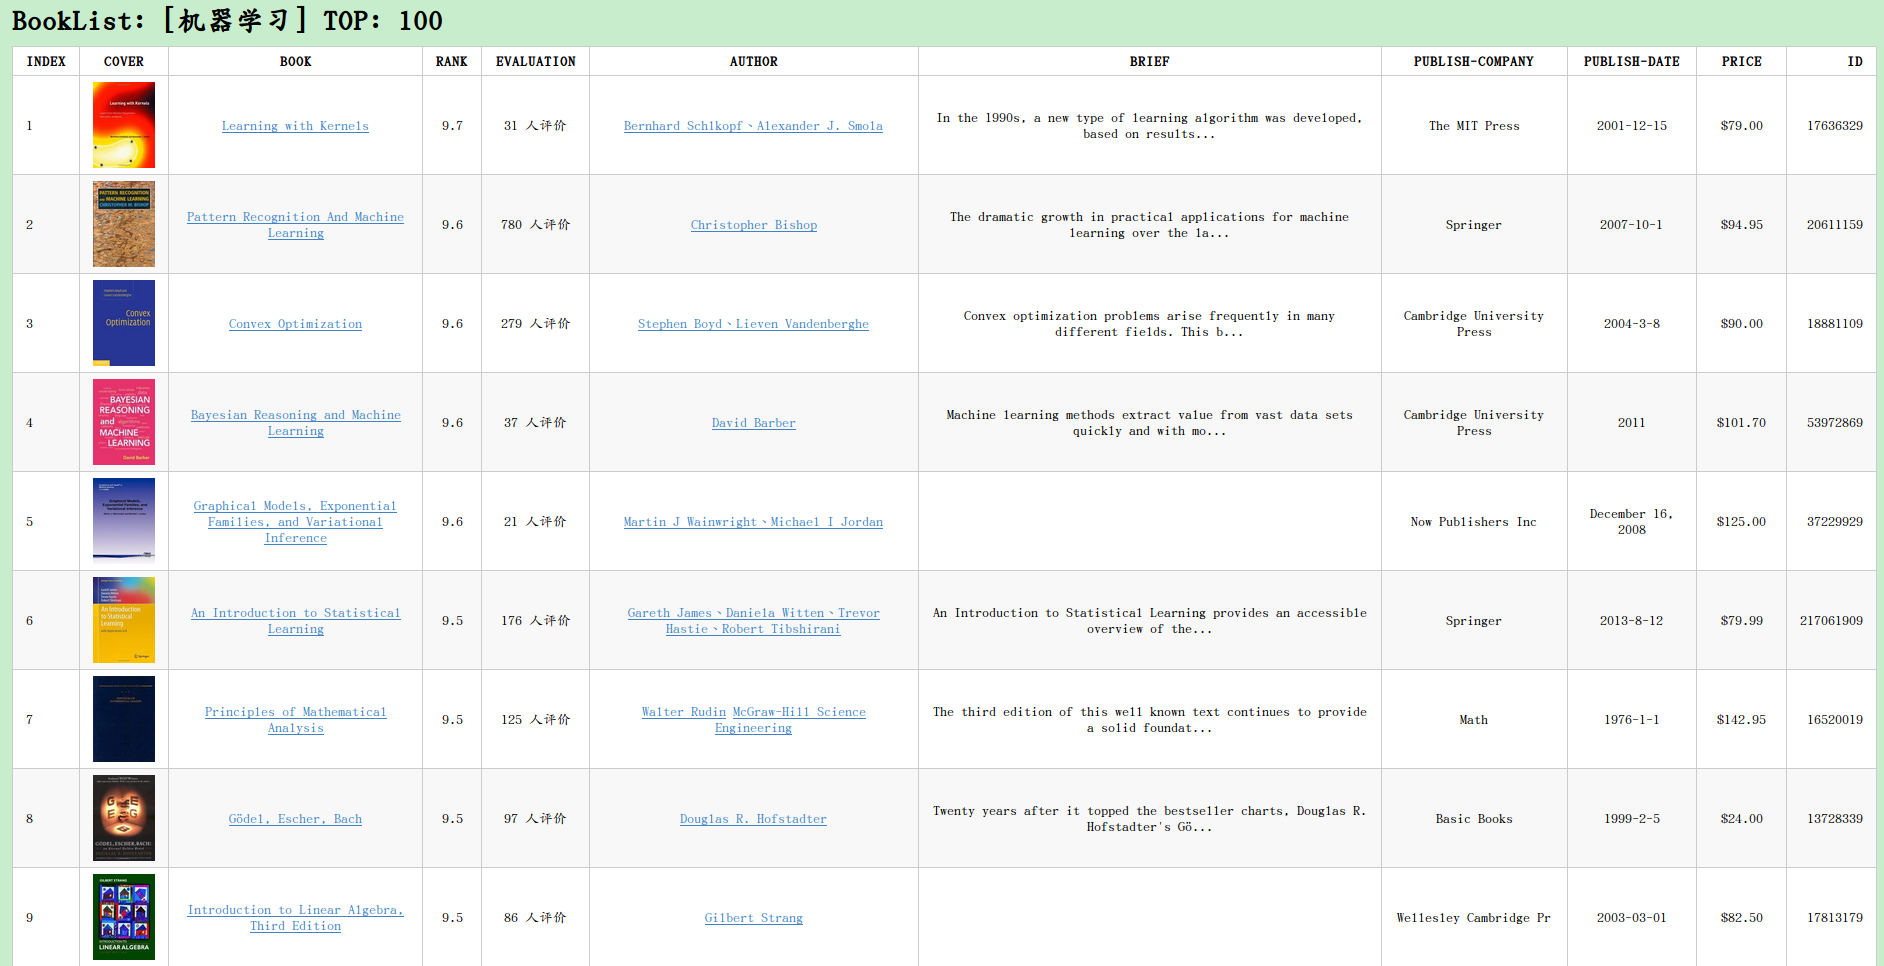 BookList: [机器学习] TOP: 100
INDEX COVER BOOK RANK EVALUATION AUTHOR BRIEF PUBLISH-COMPANY PUBLISH-DATE PRICE ID
Learning with Kernels
1 Learning with Kernels 9.7 31 人评价 Bernhard Schlkopf、Alexander J. Smola In the 1990s, a new type of learning algorithm was developed,
based on results... The MIT Press 2001-12-15 $79.00 17636329
PATTERN RECOGNITION
AND MACHINE LEARNING
CHRISTOPHER M. BISHOP
2 Pattern Recognition And Machine
Learning 9.6 780 人评价 Christopher Bishop The dramatic growth in practical applications for machine
learning over the la... Springer 2007-10-1 $94.95 20611159
Convex
Optimization
3 Convex Optimization 9.6 279 人评价 Stephen Boyd、Lieven Vandenberghe Convex optimization problems arise frequently in many
different fields. This b... Cambridge University
Press 2004-3-8 $90.00 18881109
BAYESIAN
REASONING
and
MACHINE
LEARNING
David Barber
4 Bayesian Reasoning and Machine
Learning 9.6 37 人评价 David Barber Machine learning methods extract value from vast data sets
quickly and with mo... Cambridge University
Press 2011 $101.70 53972869
5 Graphical Models, Exponential
Families, and Variational
Inference 9.6 21 人评价 Martin J Wainwright、Michael I Jordan Now Publishers Inc December 16,
2008 $125.00 37229929
An Introduction
to Statistical
Learning
6 An Introduction to Statistical
Learning 9.5 176 人评价 Gareth James、Daniela Witten、Trevor
Hastie、Robert Tibshirani An Introduction to Statistical Learning provides an accessible
overview of the... Springer 2013-8-12 $79.99 217061909
7 Principles of Mathematical
Analysis 9.5 125 人评价 Walter Rudin McGraw-Hill Science
Engineering The third edition of this well known text continues to provide
a solid foundat... Math 1976-1-1 $142.95 16520019
GÖDEL, ESCHER, BACH:
8 Gödel, Escher, Bach 9.5 97 人评价 Douglas R. Hofstadter Twenty years after it topped the bestseller charts, Douglas R.
Hofstadter's Gö... Basic Books 1999-2-5 $24.00 13728339
GILBERT STRANG
INTRODUCTION TO
LINEAR ALGEBRA
9 Introduction to Linear Algebra,
Third Edition 9.5 86 人评价 Gilbert Strang Wellesley Cambridge Pr 2003-03-01 $82.50 17813179